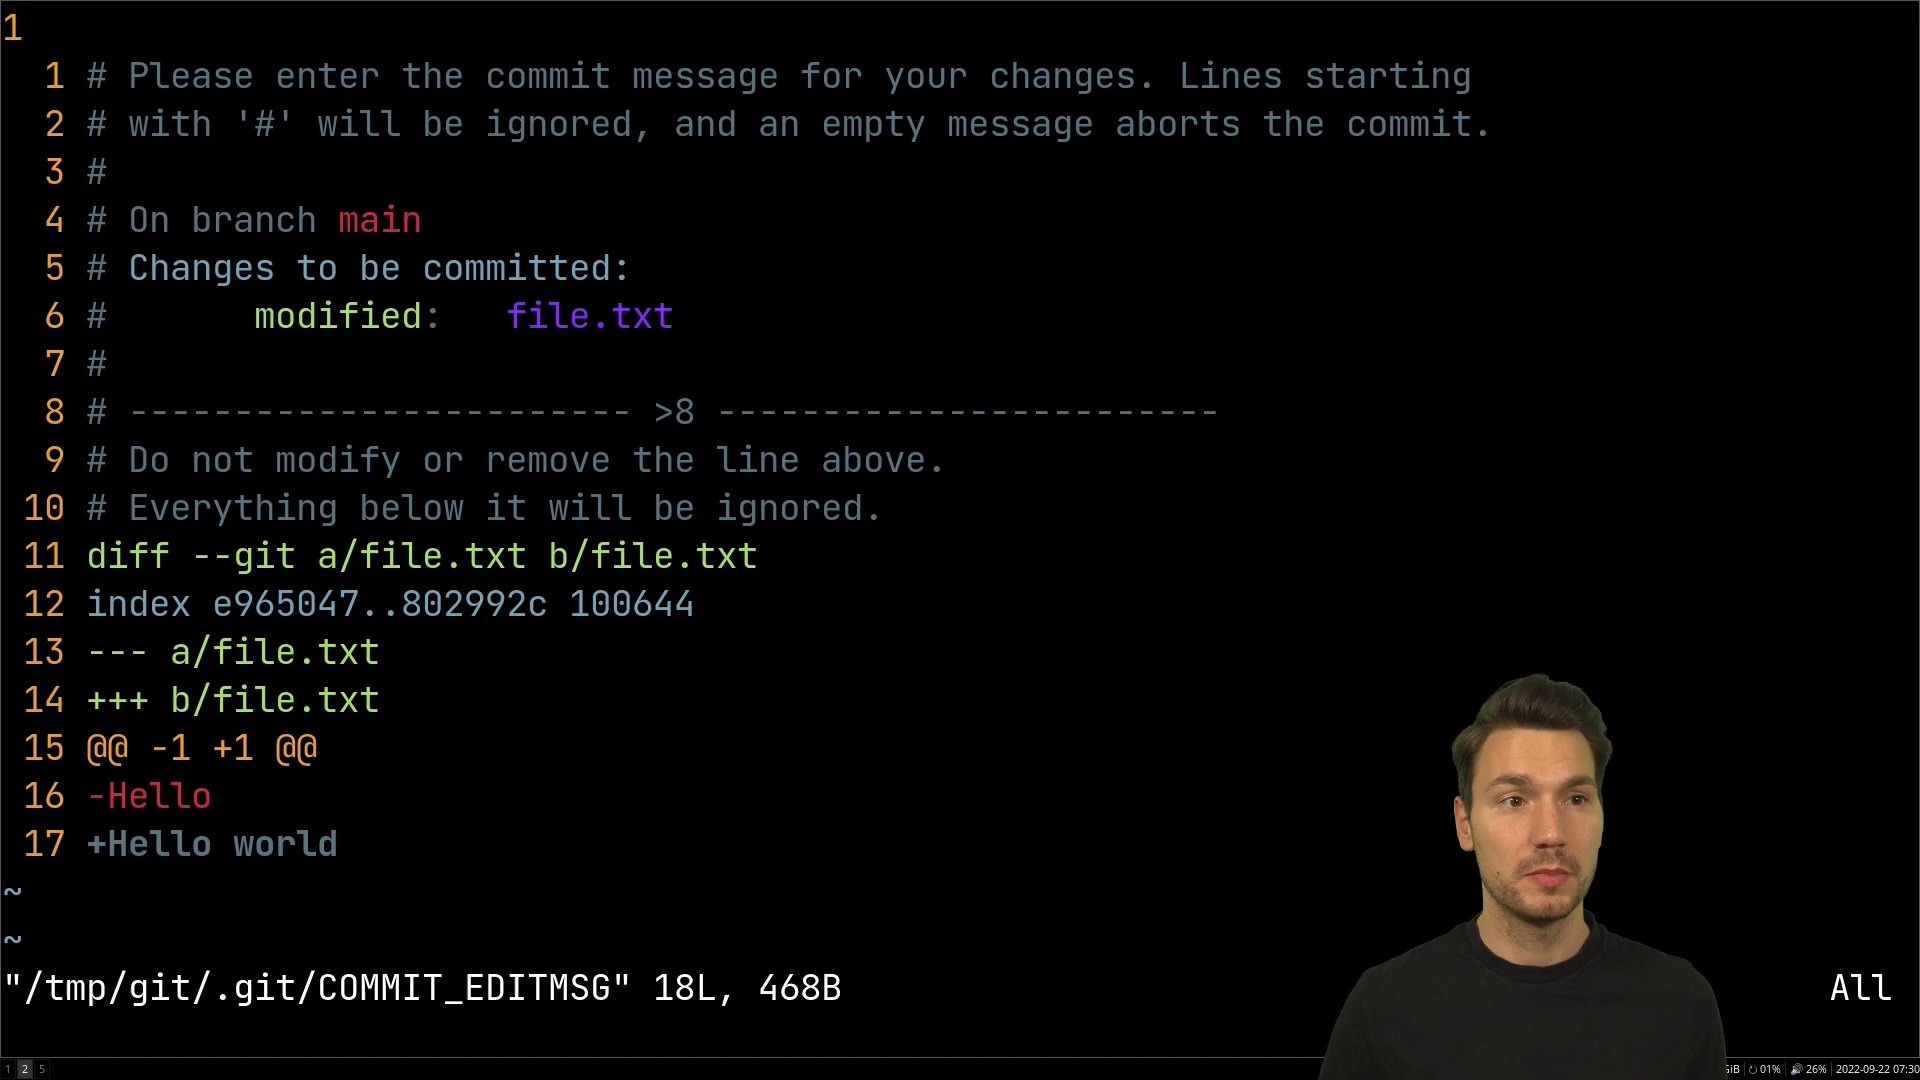 1
1 # Please enter the commit message for your changes. Lines starting
2 # with '#' will be ignored, and an empty message aborts the commit.
3 #
4 # On branch main
5 # Changes to be committed:
6 #       modified:   file.txt
7 #
8 # ------------------------ >8 ------------------------
9 # Do not modify or remove the line above.
10 # Everything below it will be ignored.
11 diff --git a/file.txt b/file.txt
12 index e965047..802992c 100644
13 --- a/file.txt
14 +++ b/file.txt
15 @@ -1 +1 @@
16 -Hello
17 +Hello world
~
~
"/tmp/git/.git/COMMIT_EDITMSG" 18L, 468B All
1 2 5 GiB 01% 26% 2022-09-22 07:30